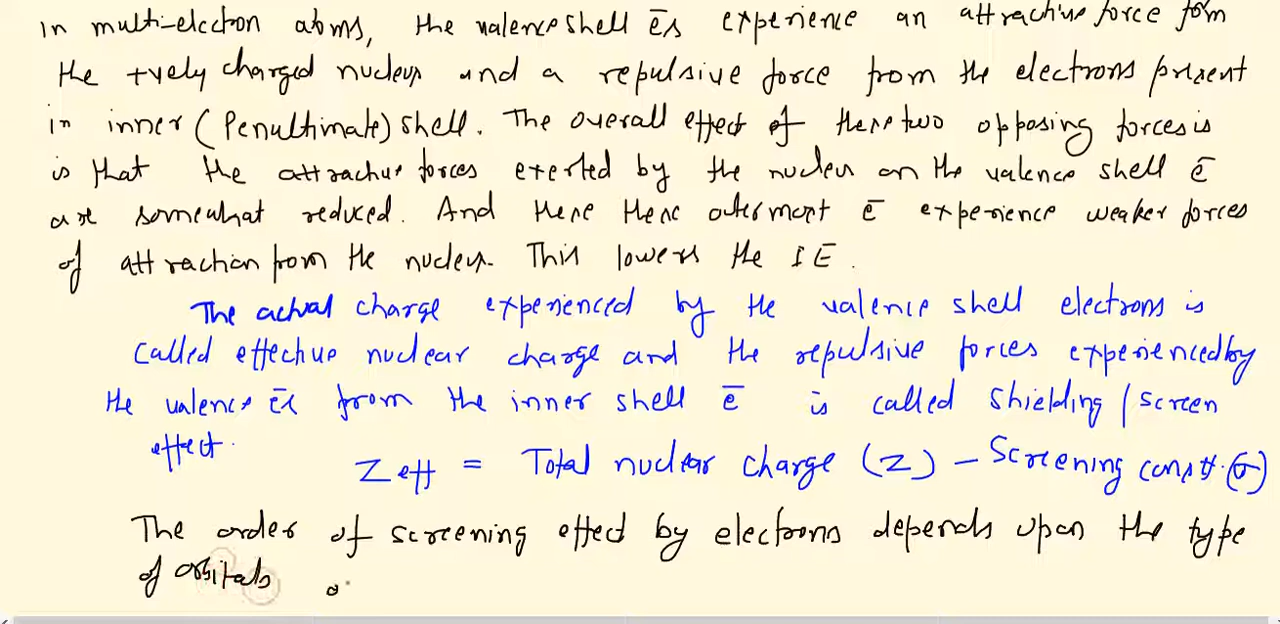 in multi-electron atoms, the valence shell ēs experience an attractive force form
the +vely charged nucleus and a repulsive force from the electrons present
in inner (Penultimate) shell. The overall effect of these two opposing forces is
is that the attractive forces exerted by the nucleus on the valence shell ē
are somewhat reduced. And these these outermost ē experience weaker forces
of attraction from the nucleus. This lowers the IE.
The actual charge experienced by the valence shell electrons is
Called effective nuclear charge and the repulsive forces experienced by
the valence ēs from the inner shell ē is called Shielding / screen
effect.
Zeff = Total nuclear charge (Z) - Screening constt. (σ)
The order of screening effect by electrons depends upon the type
of orbitals